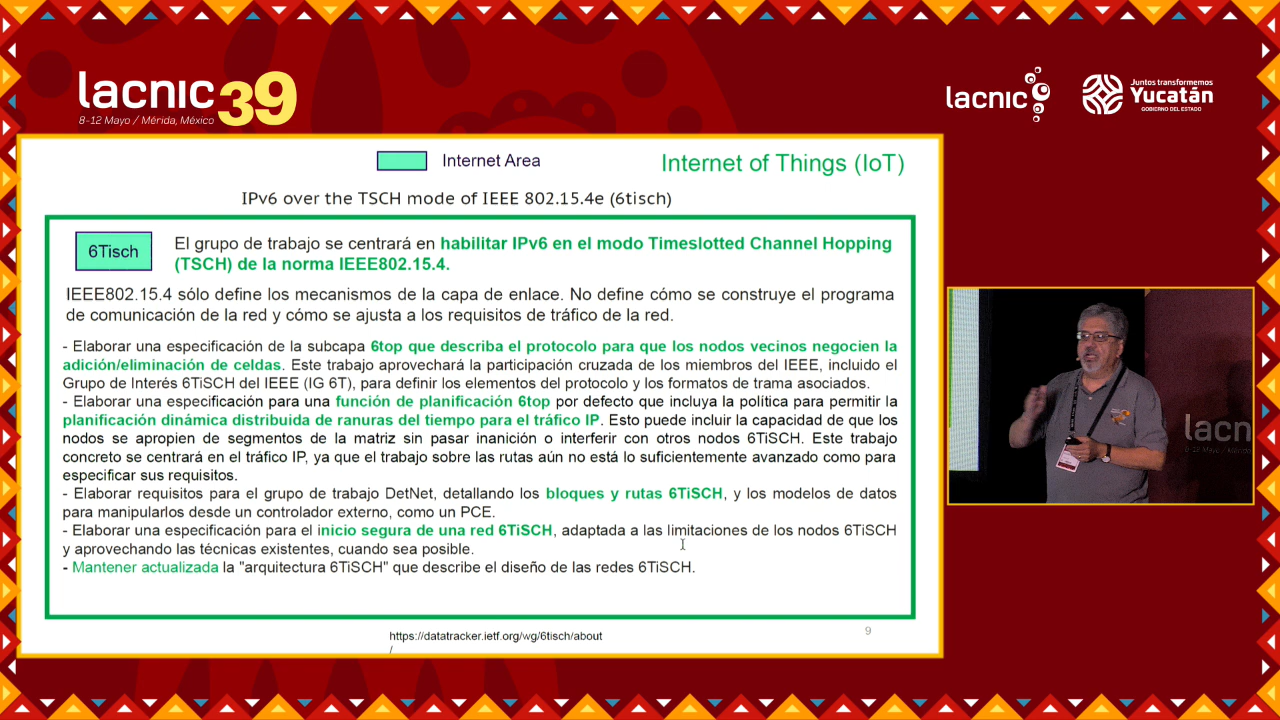 lacnic 39
8-12 Mayo / Mérida, México
lacnic
Juntos transformemos
Yucatán
GOBIERNO DEL ESTADO
Internet Area
Internet of Things (IoT)
IPv6 over the TSCH mode of IEEE 802.15.4e (6tisch)
6Tisch
El grupo de trabajo se centrará en habilitar IPv6 en el modo Timeslotted Channel Hopping
(TSCH) de la norma IEEE802.15.4.
IEEE802.15.4 sólo define los mecanismos de la capa de enlace. No define cómo se construye el programa
de comunicación de la red y cómo se ajusta a los requisitos de tráfico de la red.
- Elaborar una especificación de la subcapa 6top que describa el protocolo para que los nodos vecinos negocien la
adición/eliminación de celdas. Este trabajo aprovechará la participación cruzada de los miembros del IEEE, incluido el
Grupo de Interés 6TiSCH del IEEE (IG 6T), para definir los elementos del protocolo y los formatos de trama asociados.
- Elaborar una especificación para una función de planificación 6top por defecto que incluya la política para permitir la
planificación dinámica distribuida de ranuras del tiempo para el tráfico IP. Esto puede incluir la capacidad de que los
nodos se apropien de segmentos de la matriz sin pasar inanición o interferir con otros nodos 6TiSCH. Este trabajo
concreto se centrará en el tráfico IP, ya que el trabajo sobre las rutas aún no está lo suficientemente avanzado como para
especificar sus requisitos.
- Elaborar requisitos para el grupo de trabajo DetNet, detallando los bloques y rutas 6TiSCH, y los modelos de datos
para manipularlos desde un controlador externo, como un PCE.
- Elaborar una especificación para el inicio segura de una red 6TiSCH, adaptada a las limitaciones de los nodos 6TiSCH
y aprovechando las técnicas existentes, cuando sea posible.
- Mantener actualizada la "arquitectura 6TiSCH" que describe el diseño de las redes 6TiSCH.
https://datatracker.ietf.org/wg/6tisch/about
/
9
lacn
8-12 Mayo / Mérida